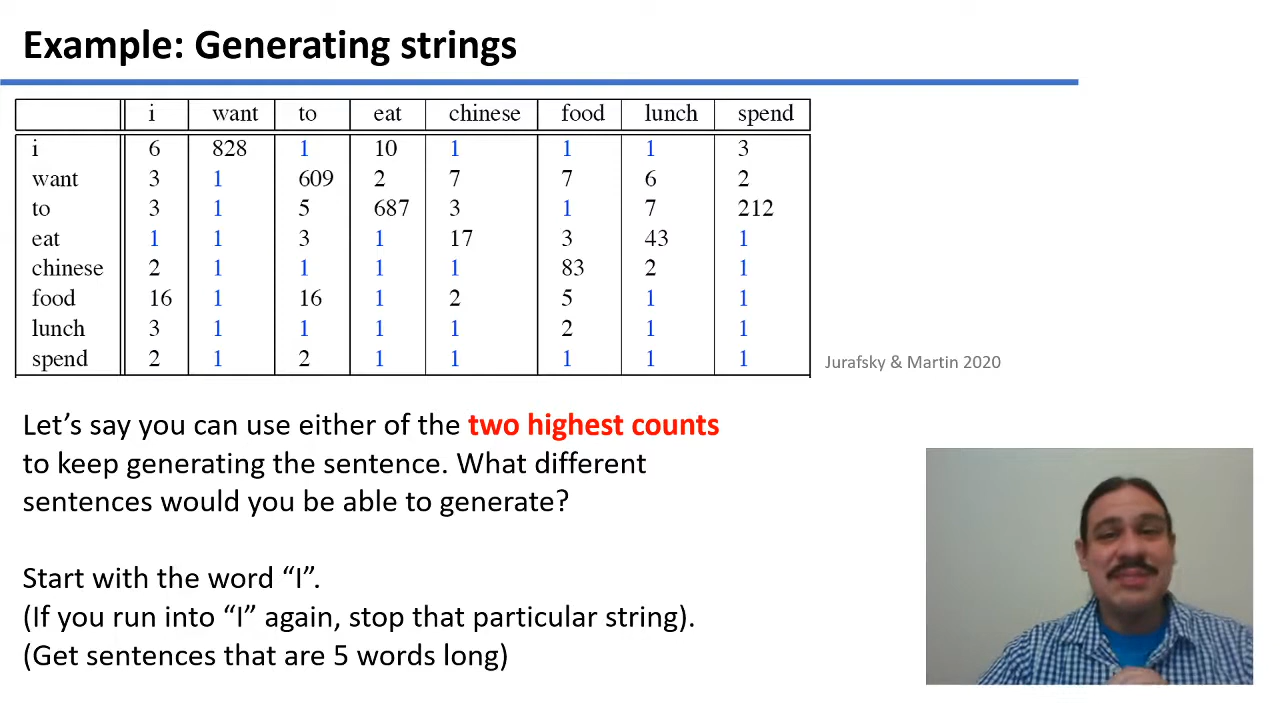 Example: Generating strings
i want to eat chinese food lunch spend
i 6 828 1 10 1 1 1 3
want 3 1 609 2 7 7 6 2
to 3 1 5 687 3 1 7 212
eat 1 1 3 1 17 3 43 1
chinese 2 1 1 1 1 83 2 1
food 16 1 16 1 2 5 1 1
lunch 3 1 1 1 1 2 1 1
spend 2 1 2 1 1 1 1 1
Jurafsky & Martin 2020
Let’s say you can use either of the two highest counts
to keep generating the sentence. What different
sentences would you be able to generate?
Start with the word “I”.
(If you run into “I” again, stop that particular string).
(Get sentences that are 5 words long)